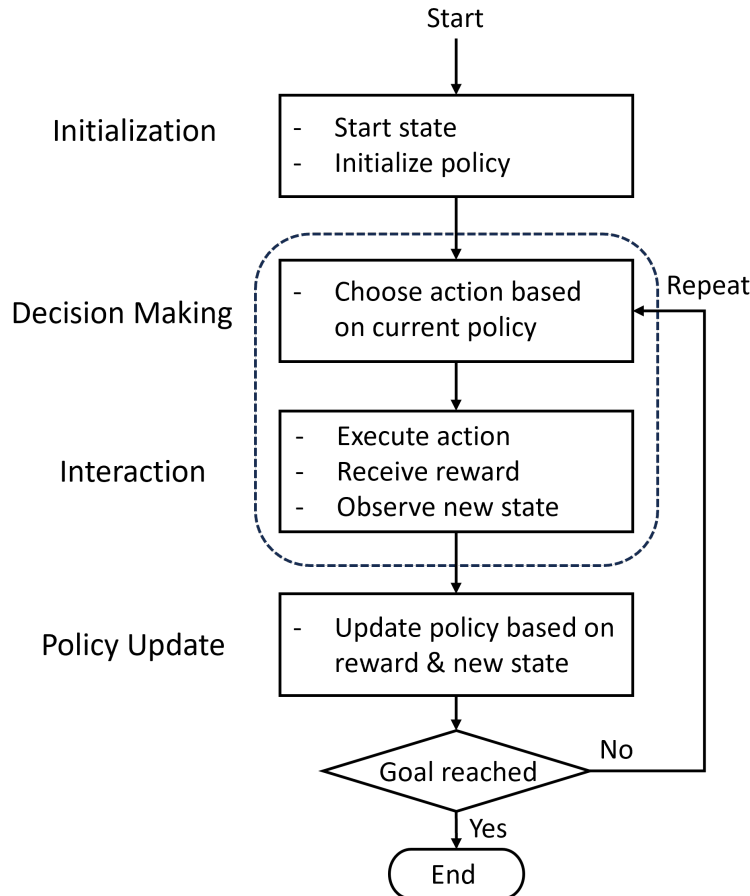 Start
Initialization
- Start state
- Initialize policy
Decision Making
- Choose action based
on current policy
Repeat
Interaction
- Execute action
- Receive reward
- Observe new state
Policy Update
- Update policy based on
reward & new state
Goal reached
No
Yes
End